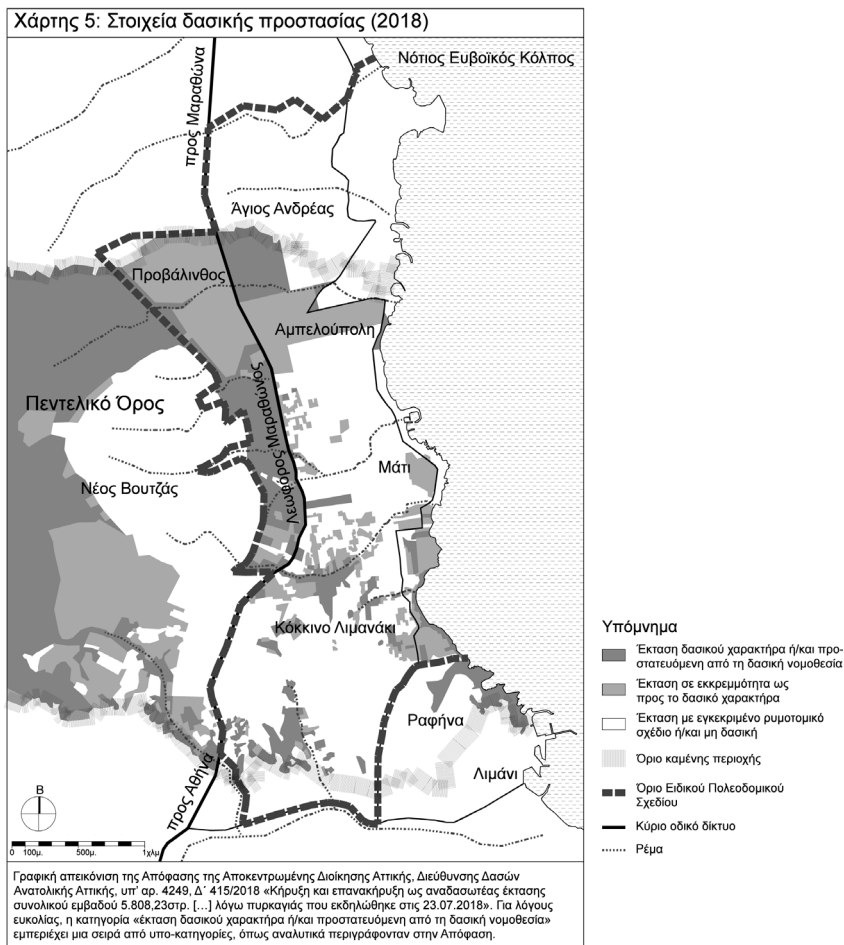 Χάρτης 5: Στοιχεία δασικής προστασίας (2018)
Νότιος Ευβοϊκός Κόλπος
προς Μαραθώνα
Άγιος Ανδρέας
Προβάλινθος
Αμπελούπολη
Πεντελικό Όρος
Λεωφόρος Μαραθώνος
Μάτι
Νέος Βουτζάς
Κόκκινο Λιμανάκι
Ραφήνα
Λιμάνι
προς Αθήνα
Β
0 100μ. 500μ. 1χλμ
Υπόμνημα
Έκταση δασικού χαρακτήρα ή/και προ-
στατευόμενη από τη δασική νομοθεσία
Έκταση σε εκκρεμότητα ως
προς το δασικό χαρακτήρα
Έκταση με εγκεκριμένο ρυμοτομικό
σχέδιο ή/και μη δασική
Όριο καμένης περιοχής
Όριο Ειδικού Πολεοδομικού
Σχεδίου
Κύριο οδικό δίκτυο
Ρέμα
Γραφική απεικόνιση της Απόφασης της Αποκεντρωμένης Διοίκησης Αττικής, Διεύθυνσης Δασών
Ανατολικής Αττικής, υπ' αρ. 4249, Δ΄ 415/2018 «Κήρυξη και επανακήρυξη ως αναδασωτέας έκτασης
συνολικού εμβαδού 5.808,23στρ. [...] λόγω πυρκαγιάς που εκδηλώθηκε στις 23.07.2018». Για λόγους
ευκολίας, η κατηγορία «έκταση δασικού χαρακτήρα ή/και προστατευόμενη από τη δασική νομοθεσία»
εμπεριέχει μια σειρά από υπο-κατηγορίες, όπως αναλυτικά περιγράφονταν στην Απόφαση.